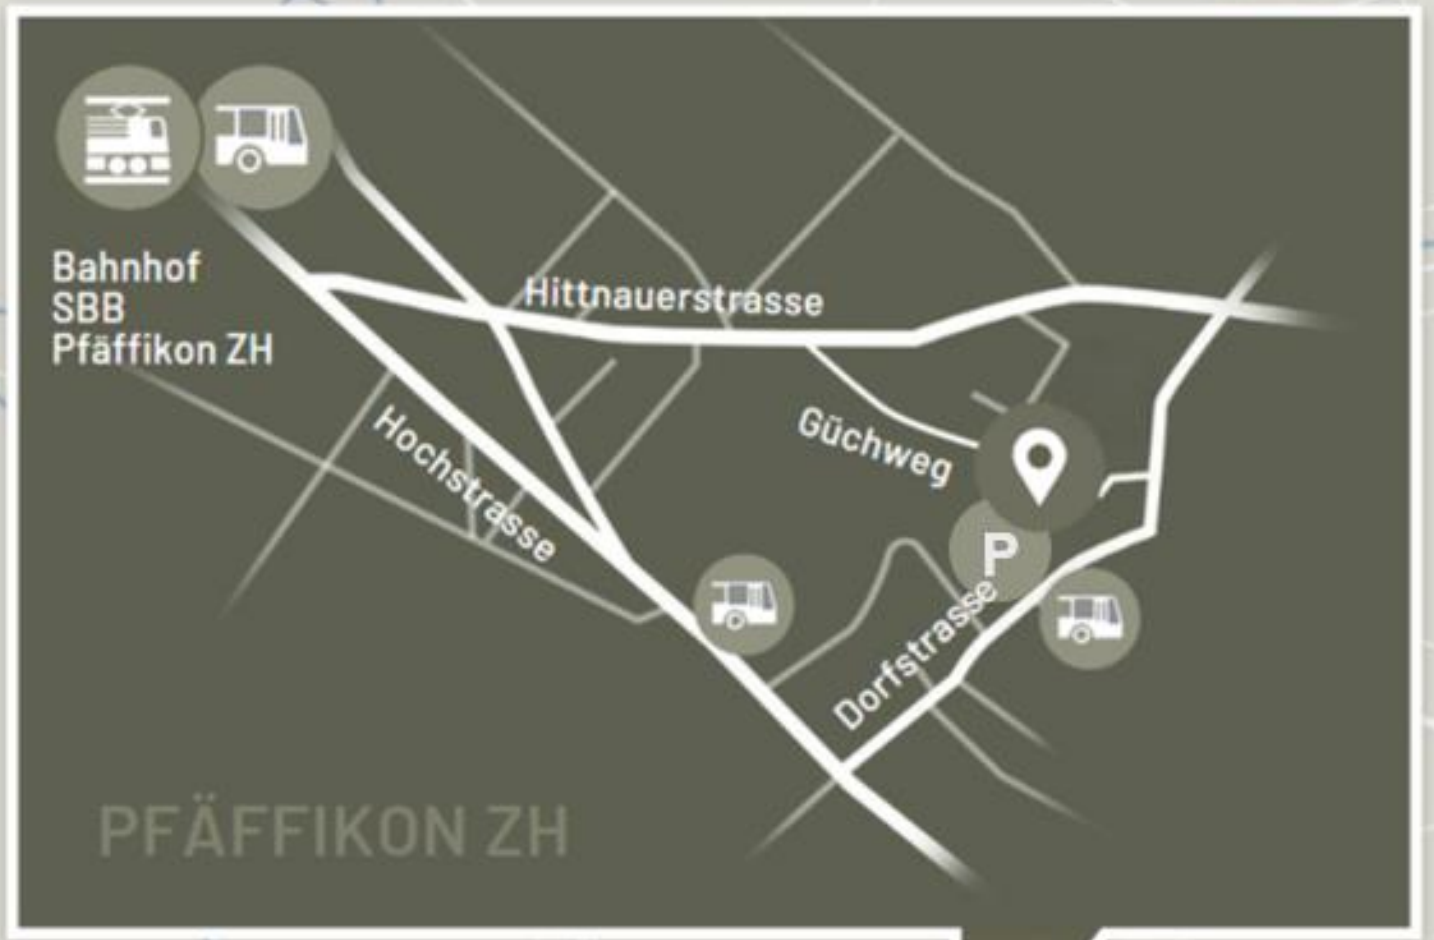 Bahnhof
SBB
Pfäffikon ZH
Hittnauerstrasse
Hochstrasse
Güchweg
P
Dorfstrasse
PFÄFFIKON ZH